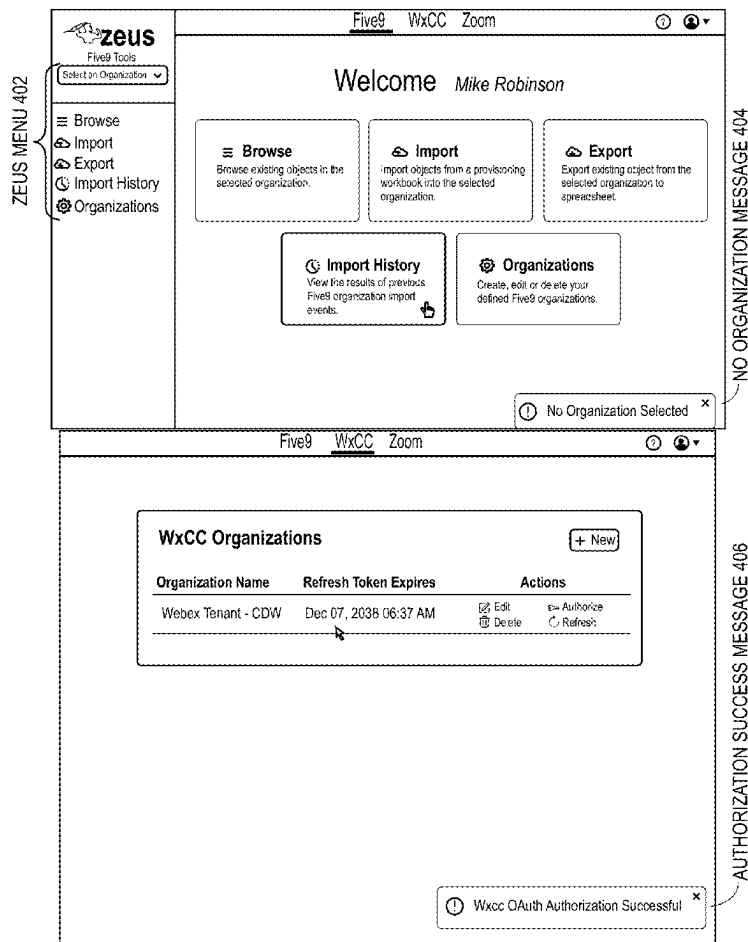 Five9 WxCC Zoom
zeus
Five9 Tools
Select an Organization
ZEUS MENU 402
Browse
Import
Export
Import History
Organizations
Welcome Mike Robinson
Browse
Browse existing objects in the
selected organization.
Import
Import objects from a provisioning
workbook into the selected
organization.
Export
Export existing object from the
selected organization to
spreadsheet.
Import History
View the results of previous
Five9 organization import
events.
Organizations
Create, edit or delete your
defined Five9 organizations.
No Organization Selected ×
NO ORGANIZATION MESSAGE 404
Five9 WxCC Zoom
WxCC Organizations + New
Organization Name Refresh Token Expires Actions
Webex Tenant - CDW Dec 07, 2038 06:37 AM Edit Authorize
Delete Refresh
Wxcc OAuth Authorization Successful ×
AUTHORIZATION SUCCESS MESSAGE 406